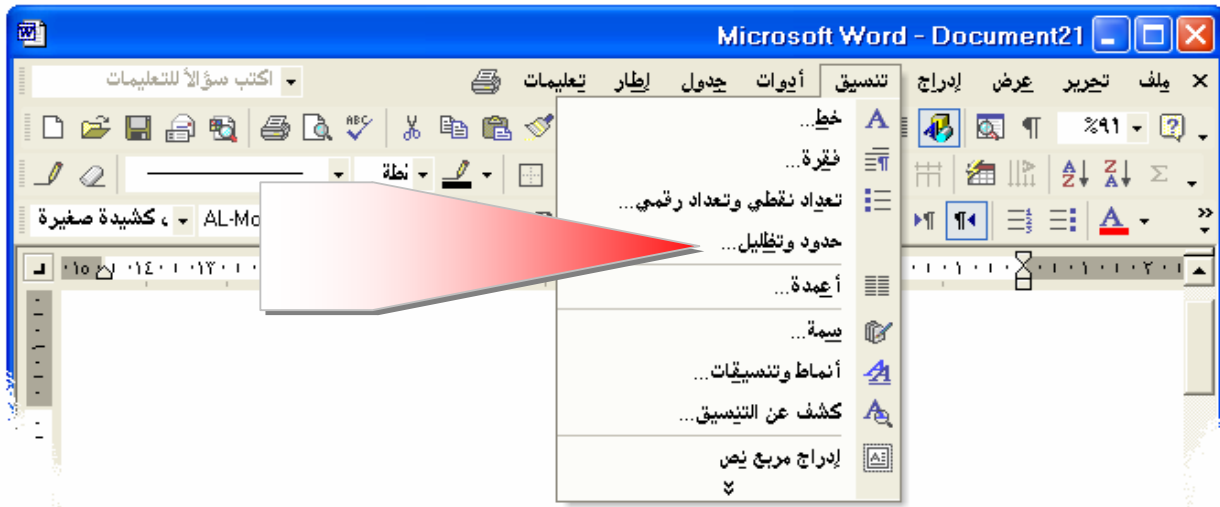 Microsoft Word - Document21
ملف تحرير عرض إدراج تنسيق أدوات جدول إطار تعليمات اكتب سؤالاً للتعليمات
%٩١
نطة
AL-Mo ، كشيدة صغيرة
خط...
فقرة...
تعداد نقطي وتعداد رقمي...
حدود وتظليل...
أعمدة...
سمة...
أنماط وتنسيقات...
كشف عن التنسيق...
إدراج مربع نص